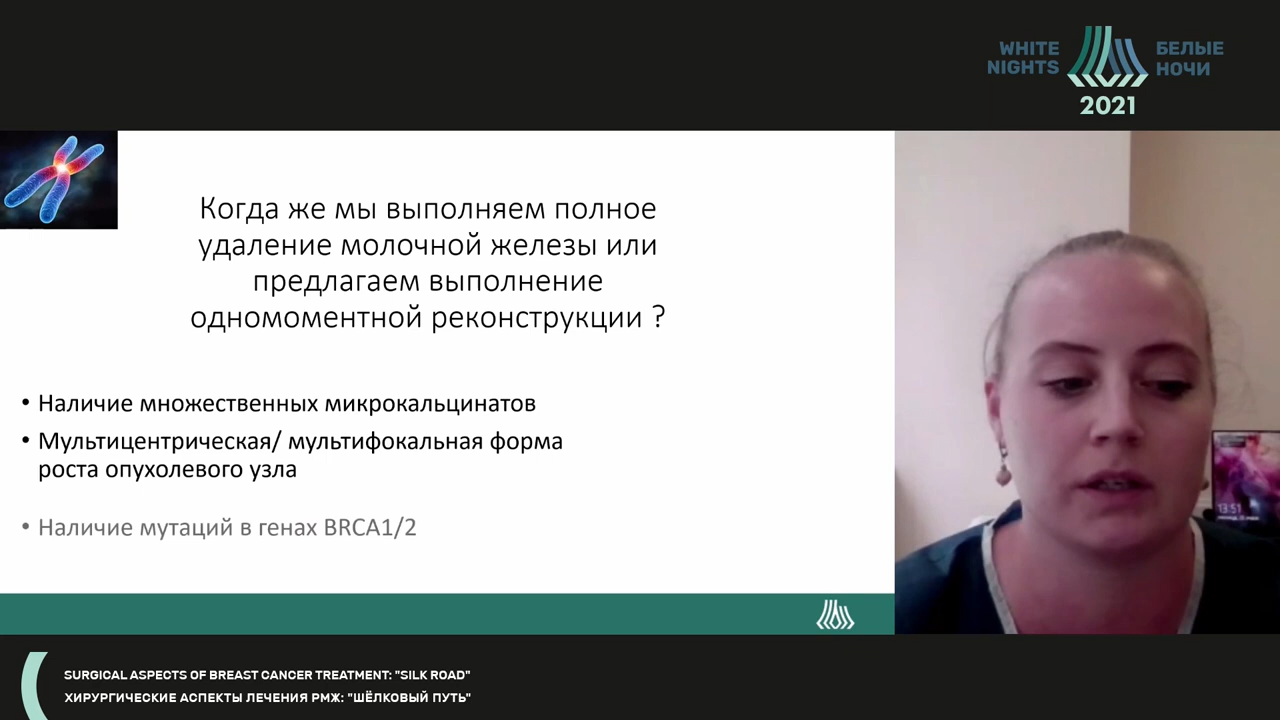 WHITE
NIGHTS
БЕЛЫЕ
НОЧИ
2021
Когда же мы выполняем полное
удаление молочной железы или
предлагаем выполнение
одномоментной реконструкции ?
• Наличие множественных микрокальцинатов
• Мультицентрическая/ мультифокальная форма
роста опухолевого узла
• Наличие мутаций в генах BRCA1/2
13:51
SURGICAL ASPECTS OF BREAST CANCER TREATMENT: "SILK ROAD"
ХИРУРГИЧЕСКИЕ АСПЕКТЫ ЛЕЧЕНИЯ РМЖ: "ШЁЛКОВЫЙ ПУТЬ"